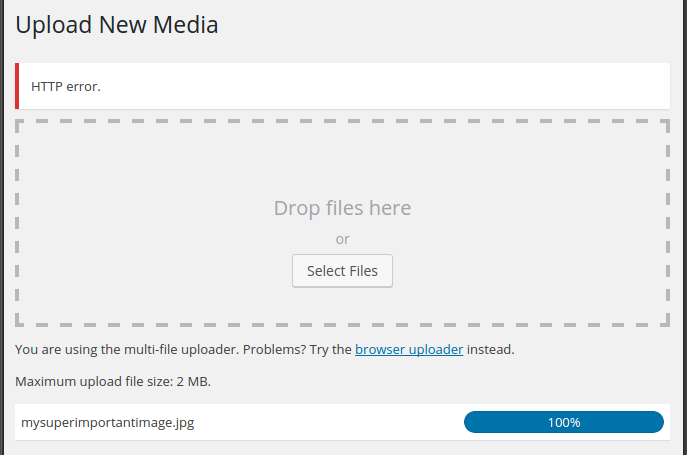 Upload New Media
HTTP error.
Drop files here
or
Select Files
You are using the multi-file uploader. Problems? Try the browser uploader instead.
Maximum upload file size: 2 MB.
mysuperimportantimage.jpg 100%